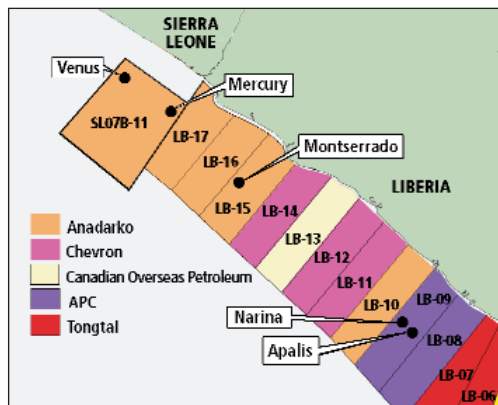 SIERRA
LEONE
Venus
Mercury
SL07B-11
LB-17
LB-16
Montserrado
LB-15
LIBERIA
LB-14
LB-13
LB-12
LB-11
LB-10
LB-09
LB-08
LB-07
LB-06
Anadarko
Chevron
Canadian Overseas Petroleum
APC
Tongtal
Narina
Apalis